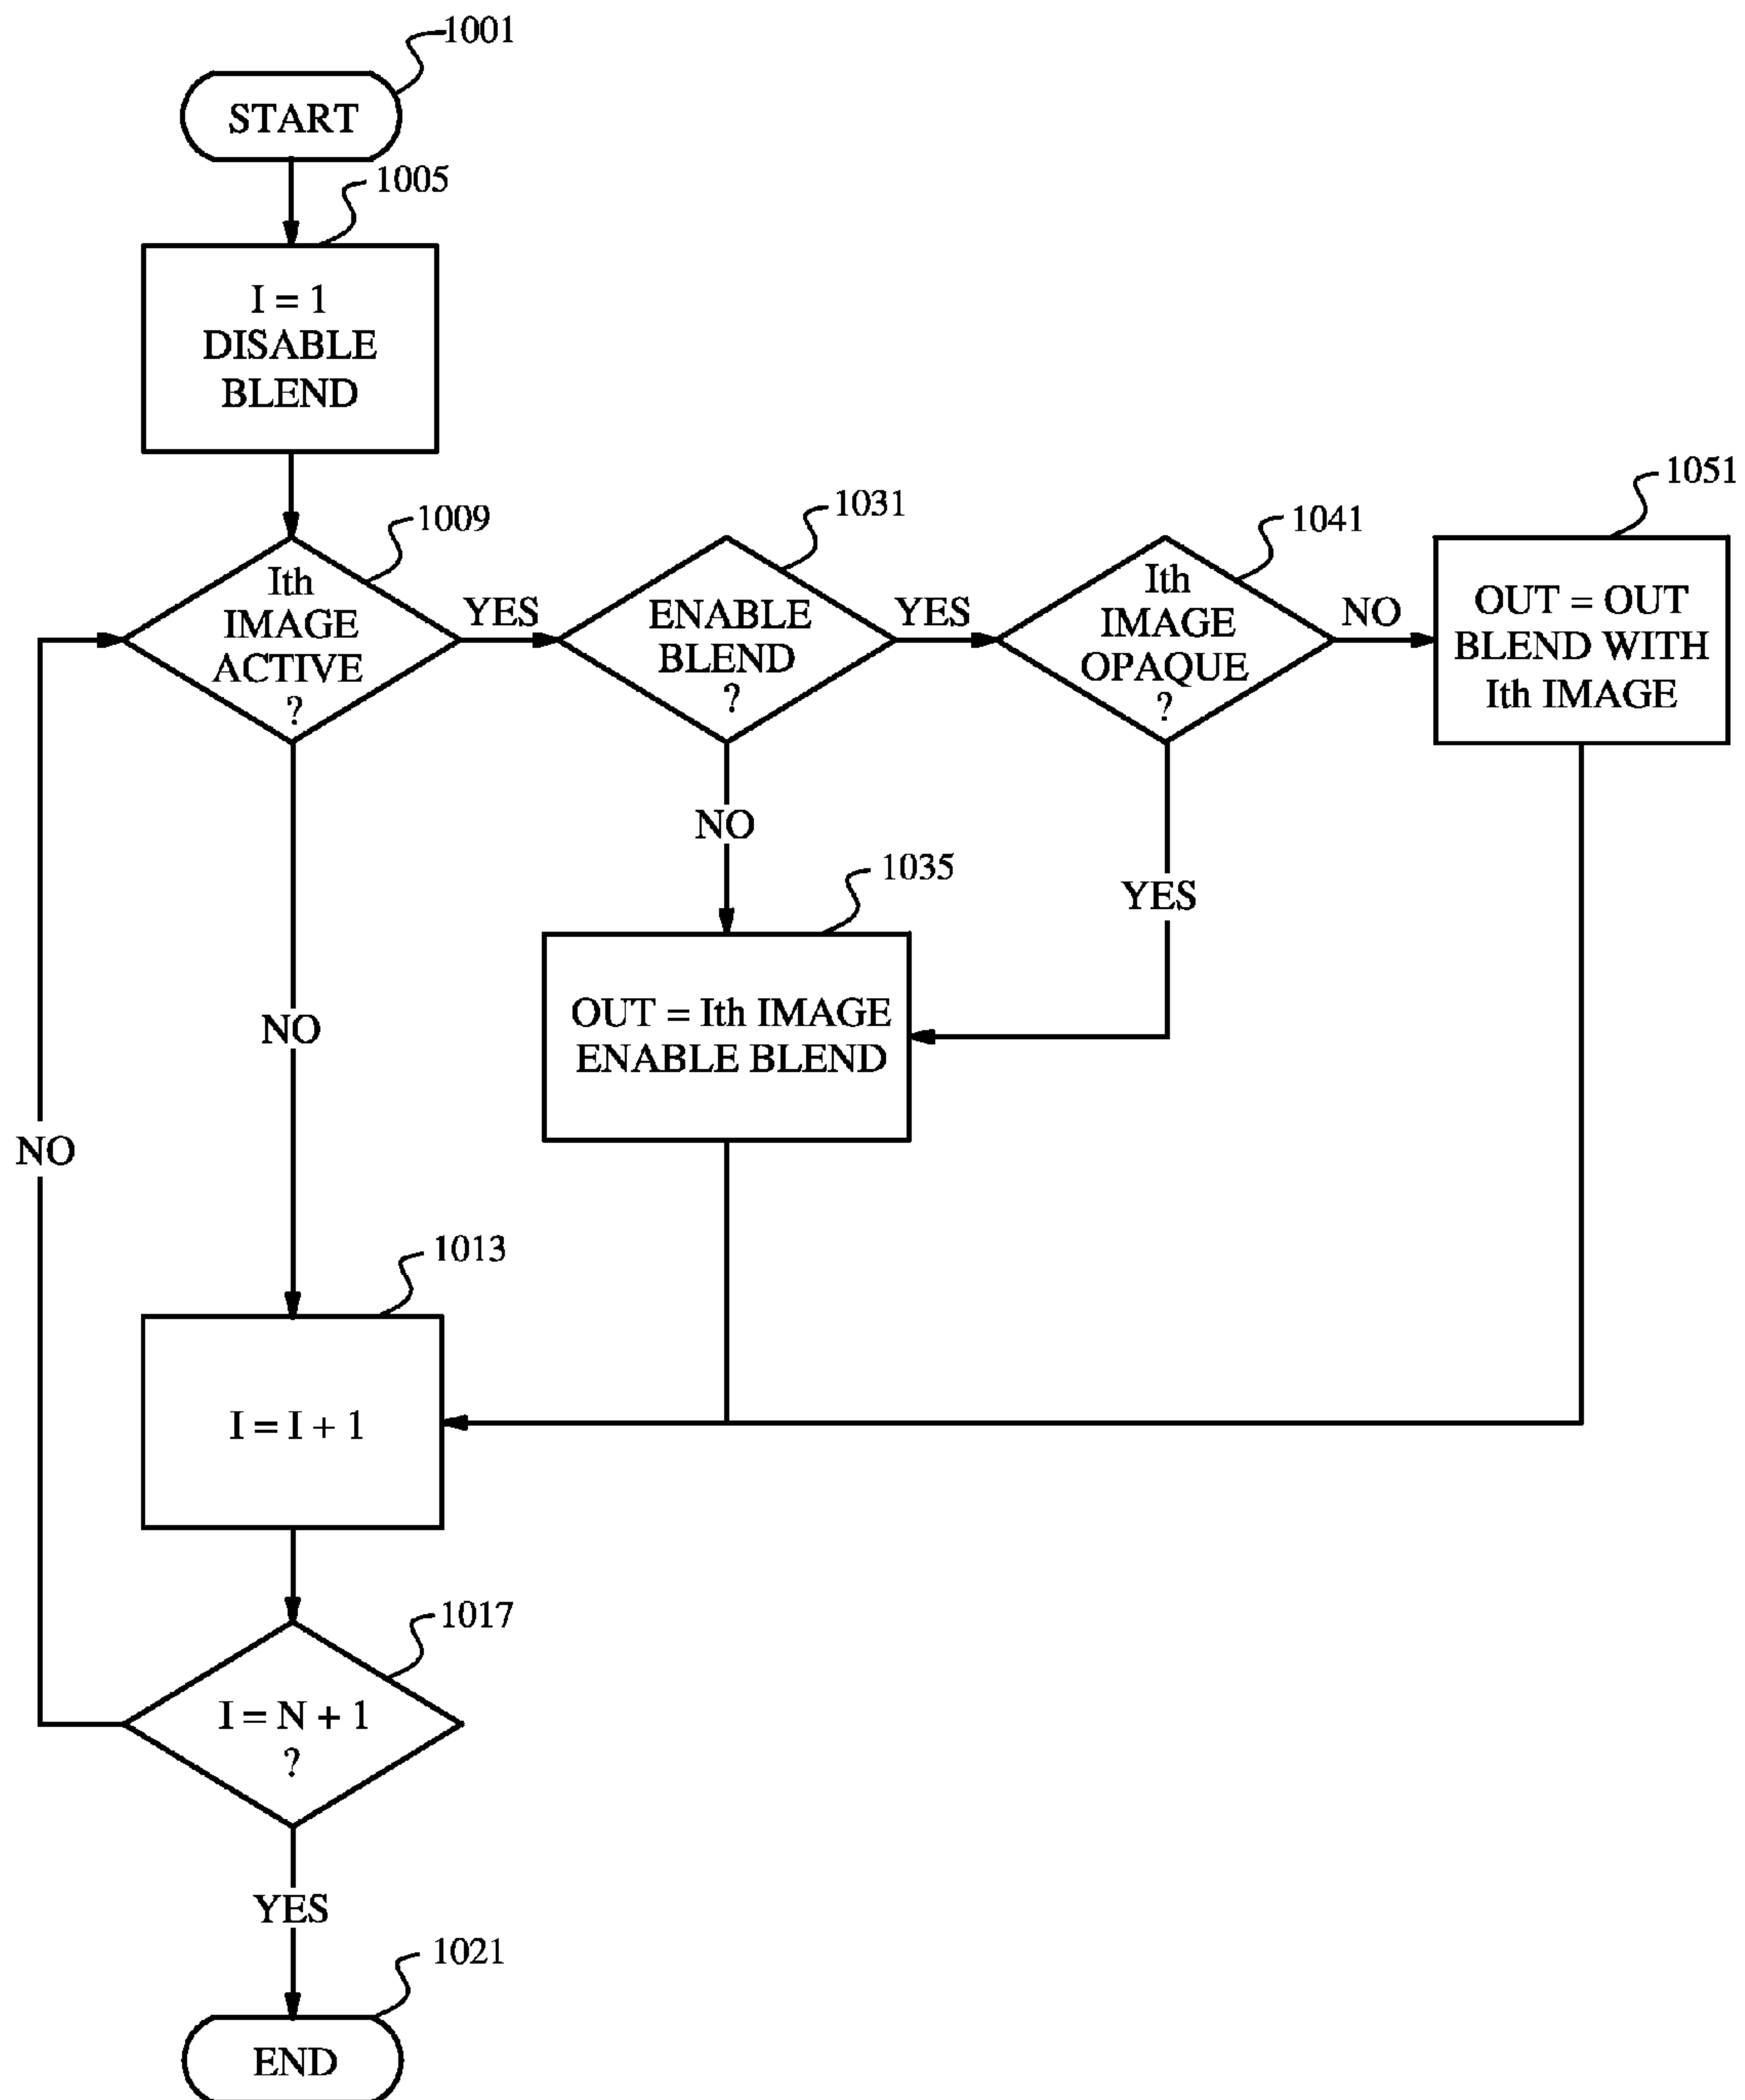 1001
START
1005
I = 1
DISABLE
BLEND
1009
Ith
IMAGE
ACTIVE
?
YES
1031
ENABLE
BLEND
?
YES
1041
Ith
IMAGE
OPAQUE
?
NO
1051
OUT = OUT
BLEND WITH
Ith IMAGE
NO
YES
1035
OUT = Ith IMAGE
ENABLE BLEND
NO
NO
1013
I = I + 1
1017
I = N + 1
?
YES
1021
END